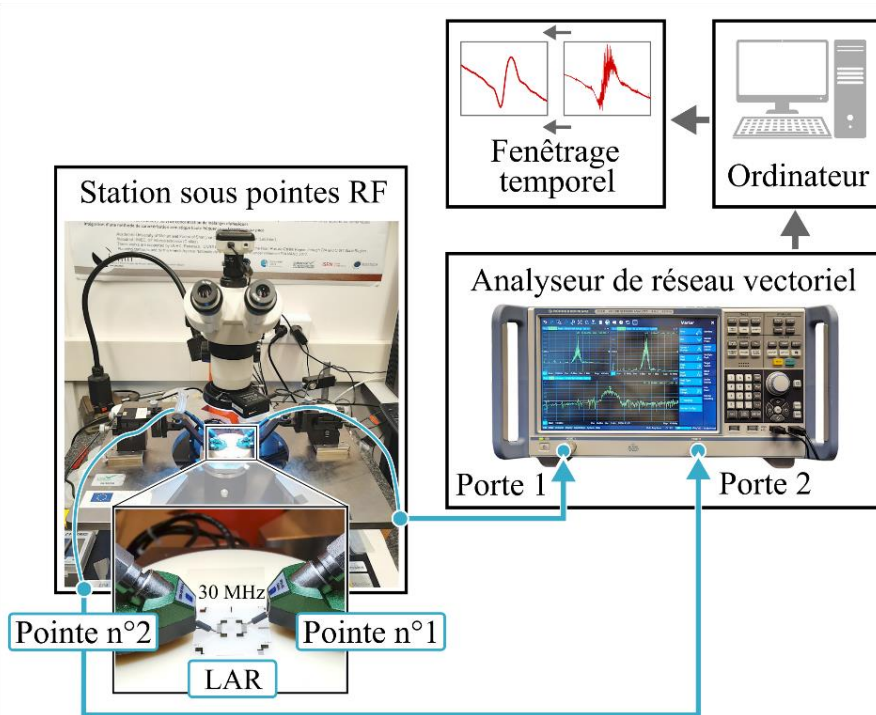 Fenêtrage
temporel
Ordinateur
Station sous pointes RF
Analyseur de réseau vectoriel
Porte 1
Porte 2
30 MHz
Pointe n°2
Pointe n°1
LAR